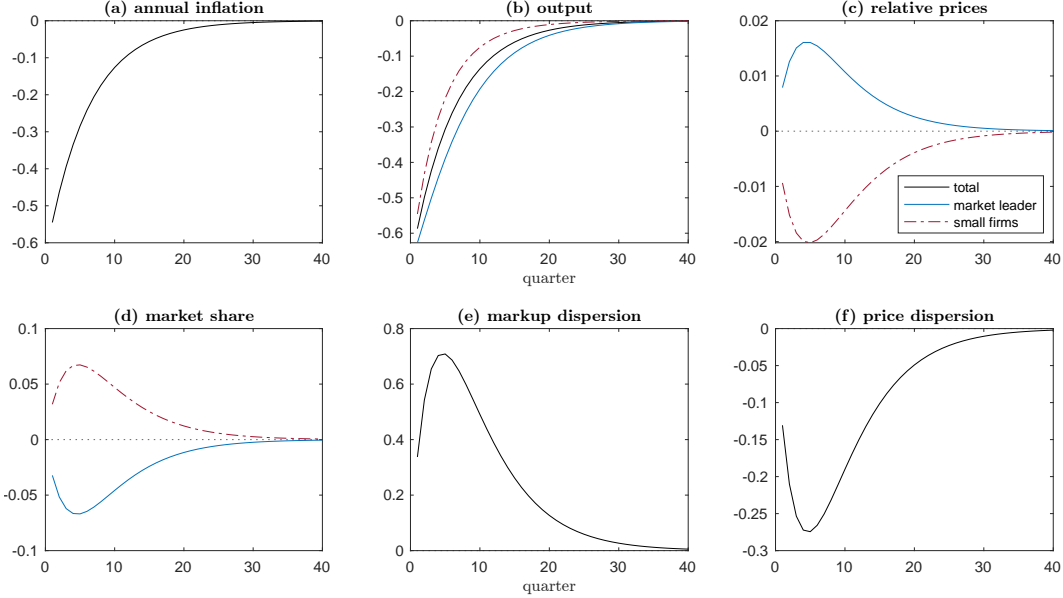 (a) annual inflation
0
-0.1
-0.2
-0.3
-0.4
-0.5
-0.6
0 10 20 30 40
(b) output
0
-0.1
-0.2
-0.3
-0.4
-0.5
-0.6
0 10 20 30 40
quarter
(c) relative prices
0.02
0.01
0
-0.01
-0.02
total
market leader
small firms
0 10 20 30 40
(d) market share
0.1
0.05
0
-0.05
-0.1
0 10 20 30 40
(e) markup dispersion
0.8
0.6
0.4
0.2
0
0 10 20 30 40
quarter
(f) price dispersion
0
-0.05
-0.1
-0.15
-0.2
-0.25
-0.3
0 10 20 30 40